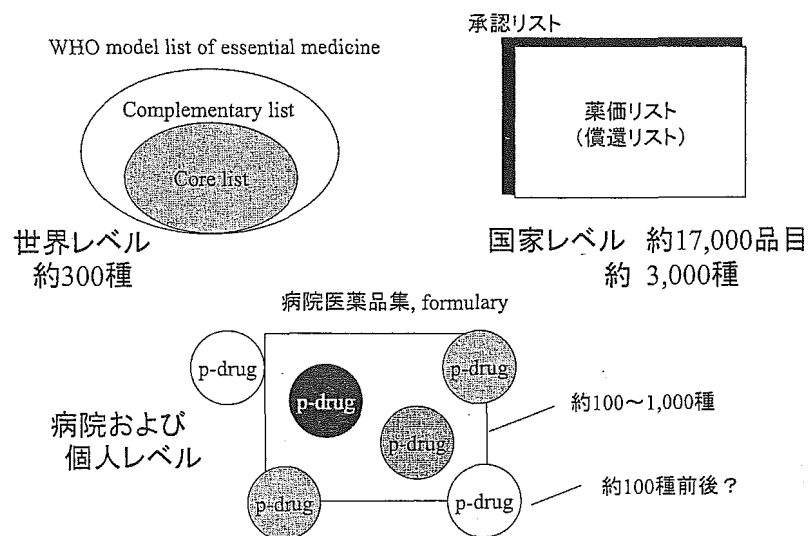 WHO model list of essential medicine
Complementary list
Core list
世界レベル
約300種
承認リスト
薬価リスト
(償還リスト)
国家レベル 約17,000品目
約 3,000種
病院医薬品集, formulary
p-drug
p-drug
p-drug
p-drug
p-drug
p-drug
病院および
個人レベル
約100～1,000種
約100種前後？